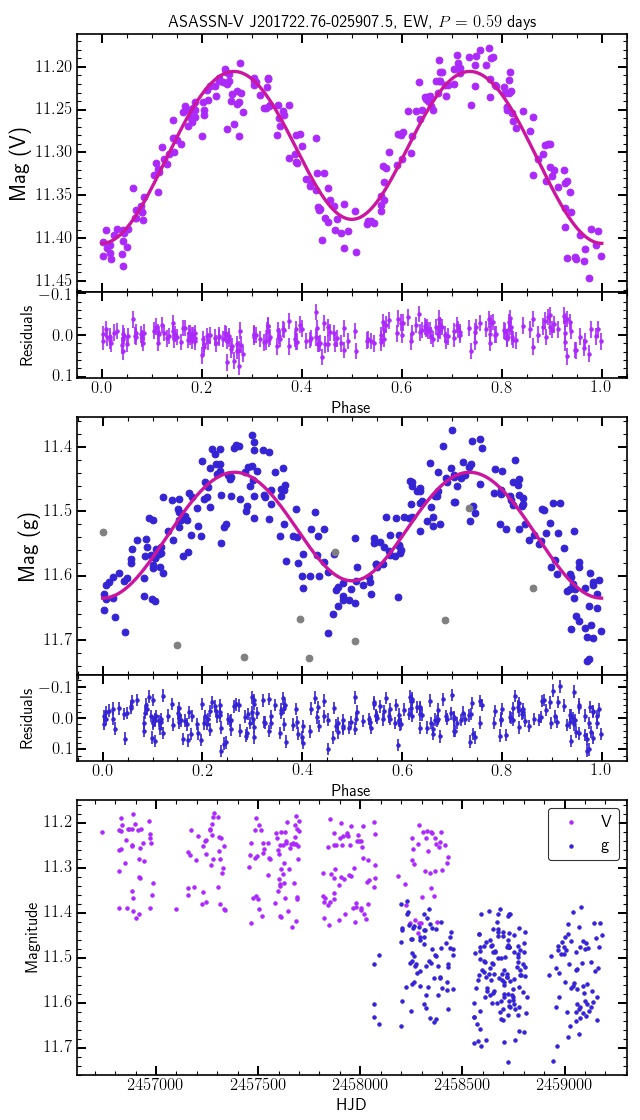 ASASSN-V J201722.76-025907.5, EW, P = 0.59 days
11.20
11.25
11.30
11.35
11.40
11.45
Mag (V)
−0.1
0.0
0.1
Residuals
0.0 0.2 0.4 0.6 0.8 1.0
Phase
11.4
11.5
11.6
11.7
Mag (g)
−0.1
0.0
0.1
Residuals
0.0 0.2 0.4 0.6 0.8 1.0
Phase
V
g
11.2
11.3
11.4
11.5
11.6
11.7
Magnitude
2457000 2457500 2458000 2458500 2459000
HJD